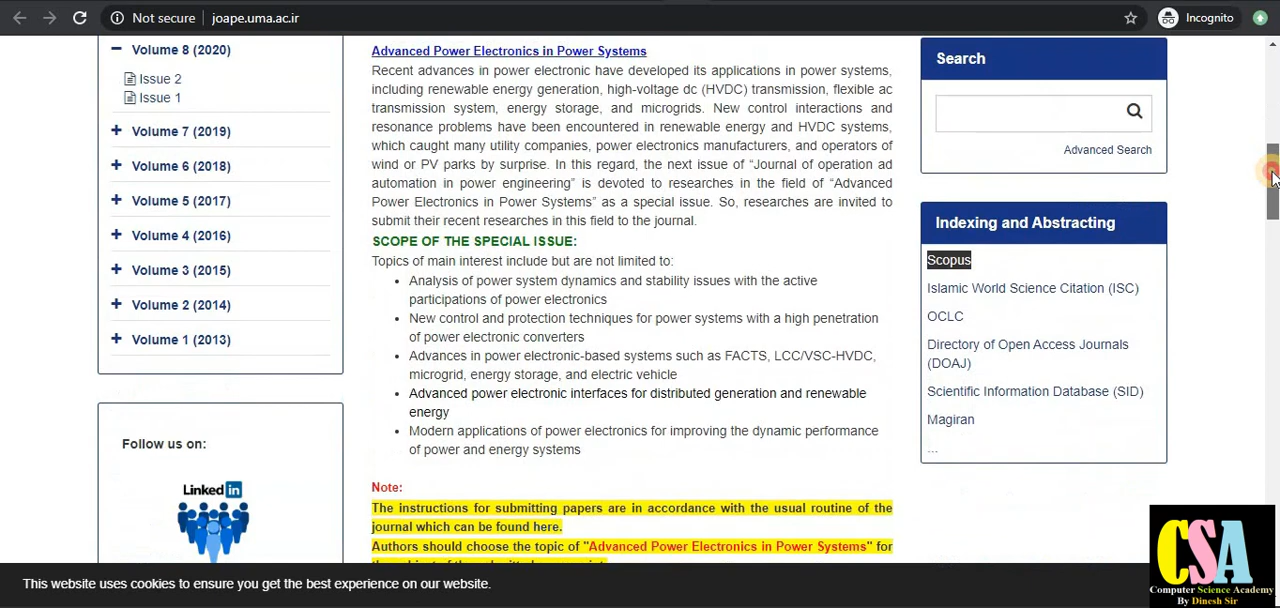 Not secure
joape.uma.ac.ir
Incognito
Volume 8 (2020)
Issue 2
Issue 1
Volume 7 (2019)
Volume 6 (2018)
Volume 5 (2017)
Volume 4 (2016)
Volume 3 (2015)
Volume 2 (2014)
Volume 1 (2013)
Follow us on:
Linked in
Advanced Power Electronics in Power Systems
Recent advances in power electronic have developed its applications in power systems,
including renewable energy generation, high-voltage dc (HVDC) transmission, flexible ac
transmission system, energy storage, and microgrids. New control interactions and
resonance problems have been encountered in renewable energy and HVDC systems,
which caught many utility companies, power electronics manufacturers, and operators of
wind or PV parks by surprise. In this regard, the next issue of “Journal of operation ad
automation in power engineering” is devoted to researches in the field of “Advanced
Power Electronics in Power Systems” as a special issue. So, researches are invited to
submit their recent researches in this field to the journal.
SCOPE OF THE SPECIAL ISSUE:
Topics of main interest include but are not limited to:
• Analysis of power system dynamics and stability issues with the active
participations of power electronics
• New control and protection techniques for power systems with a high penetration
of power electronic converters
• Advances in power electronic-based systems such as FACTS, LCC/VSC-HVDC,
microgrid, energy storage, and electric vehicle
• Advanced power electronic interfaces for distributed generation and renewable
energy
• Modern applications of power electronics for improving the dynamic performance
of power and energy systems
Note:
The instructions for submitting papers are in accordance with the usual routine of the
journal which can be found here.
Authors should choose the topic of "Advanced Power Electronics in Power Systems" for
Search
Advanced Search
Indexing and Abstracting
Scopus
Islamic World Science Citation (ISC)
OCLC
Directory of Open Access Journals
(DOAJ)
Scientific Information Database (SID)
Magiran
...
This website uses cookies to ensure you get the best experience on our website.
CSA
Computer Science Academy
By Dinesh Sir